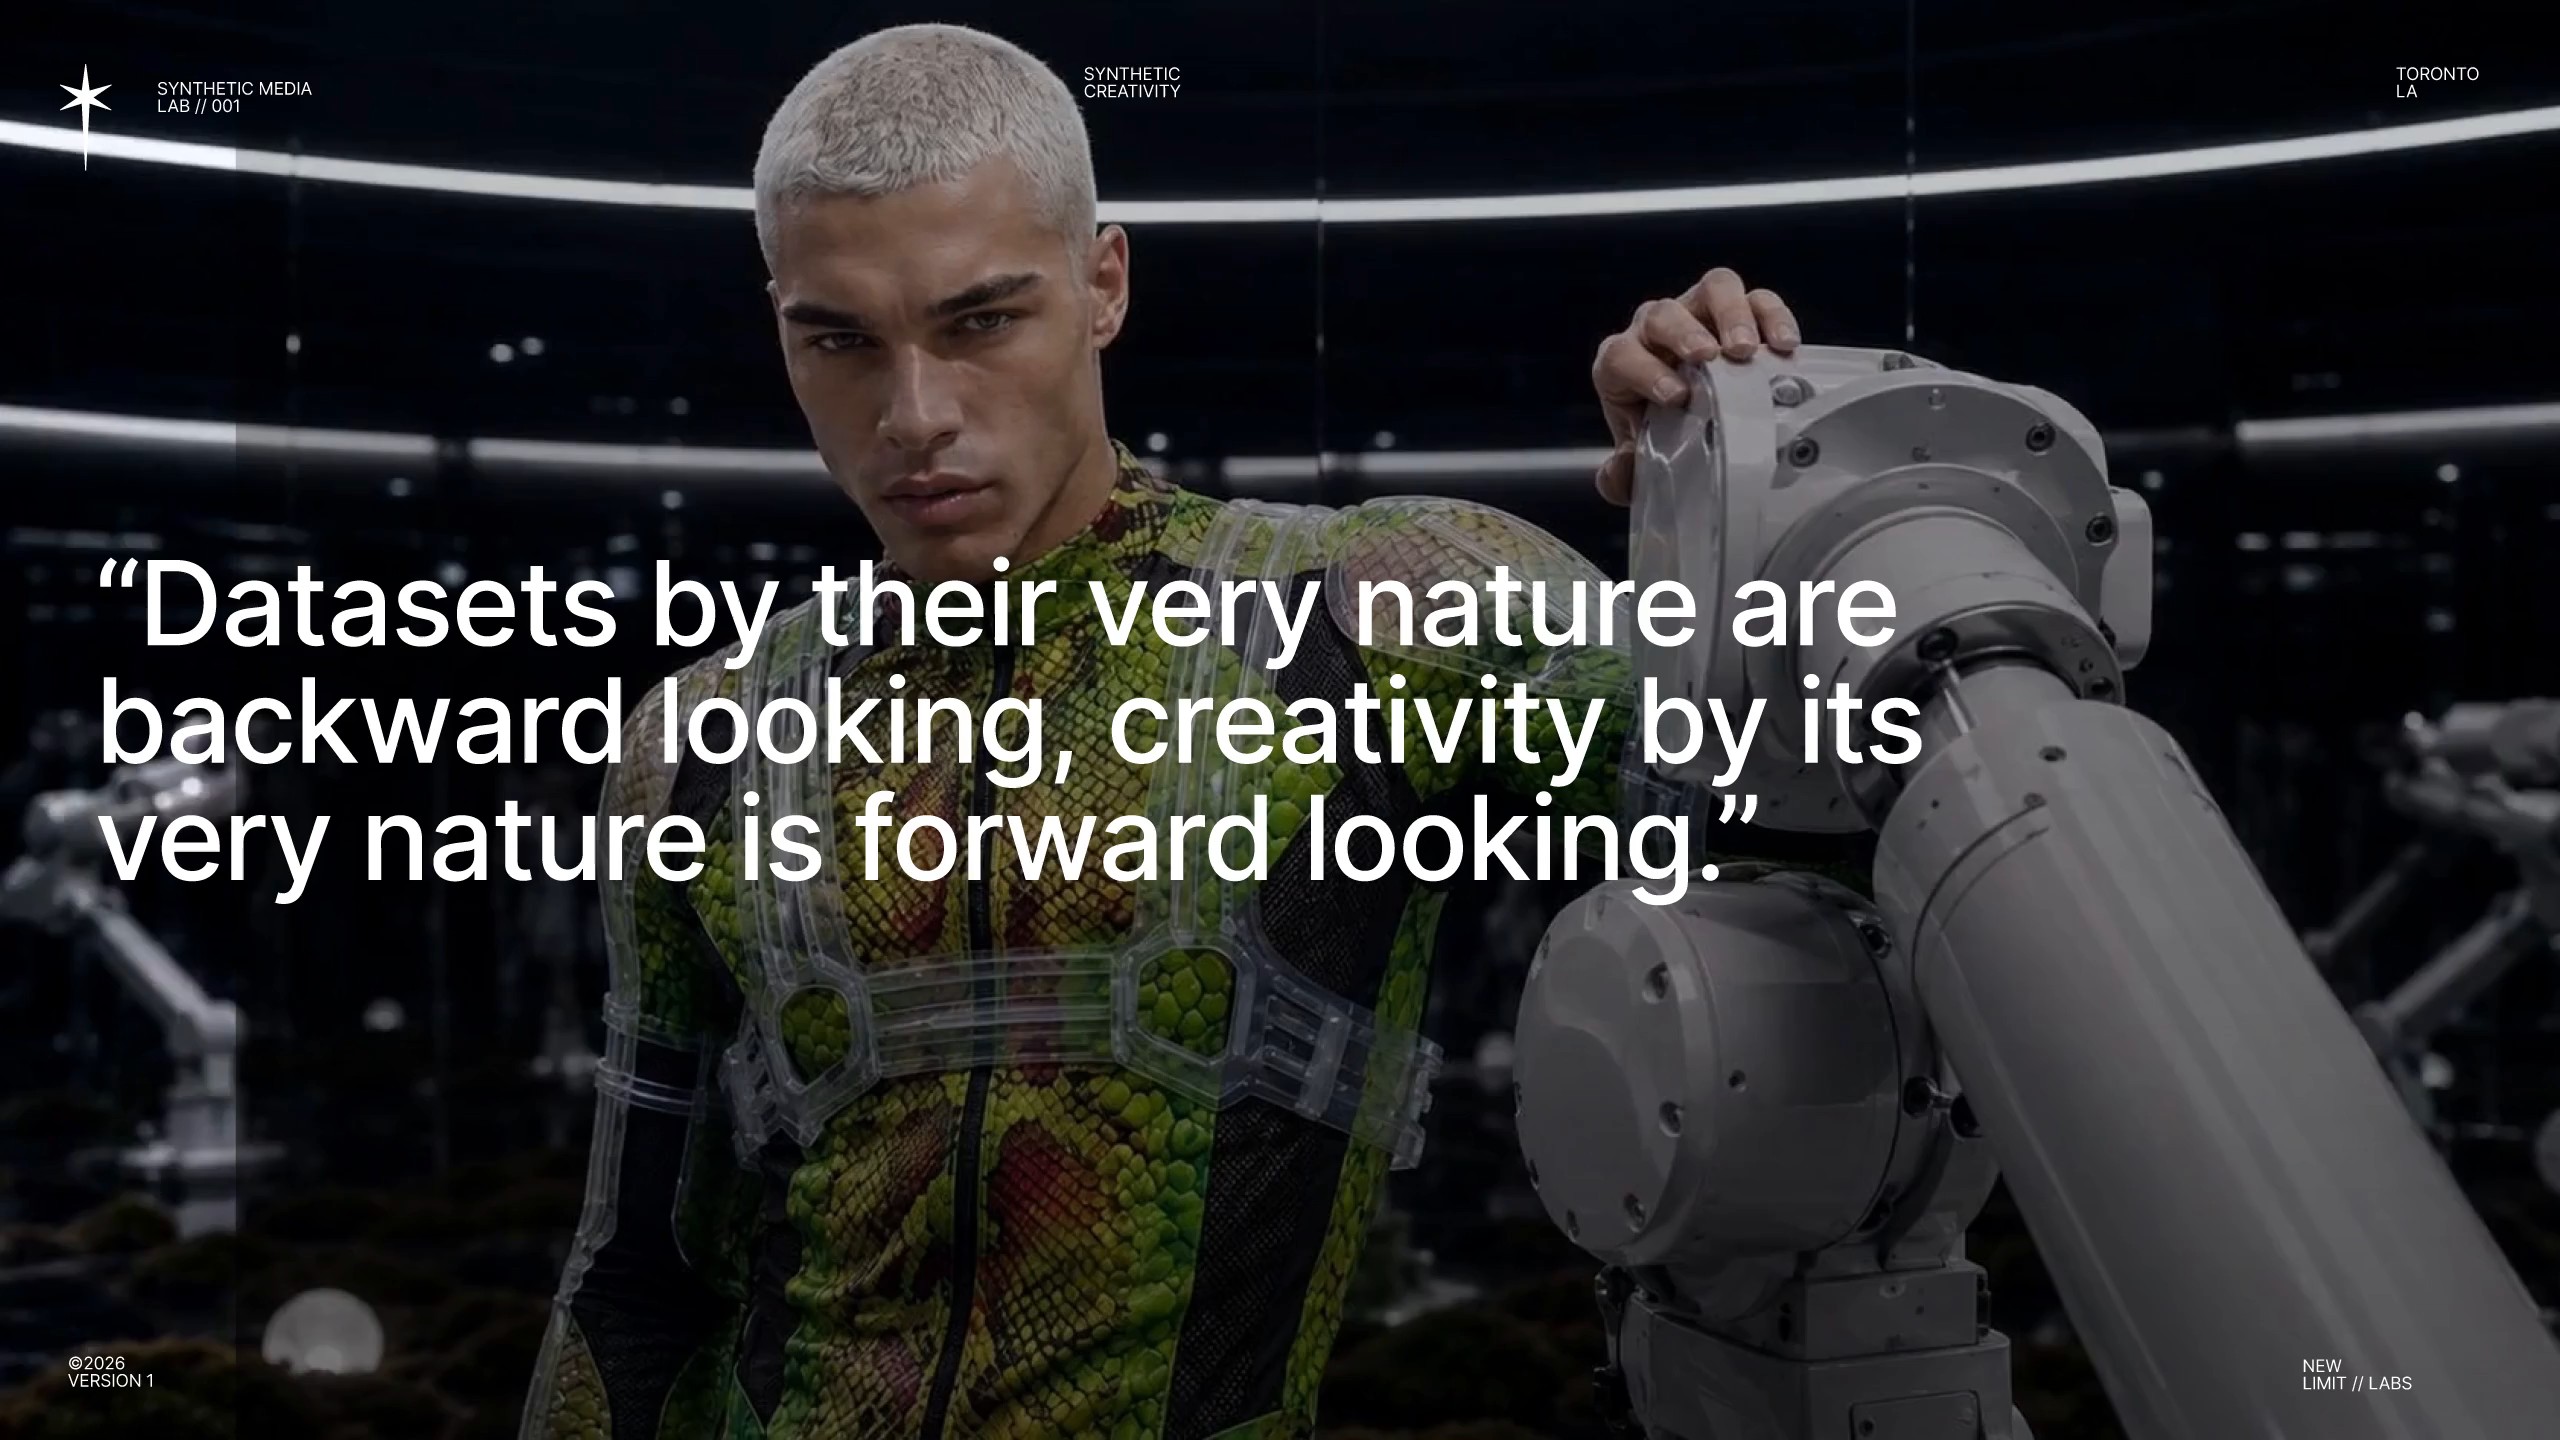 SYNTHETIC MEDIA
LAB // 001
SYNTHETIC
CREATIVITY
TORONTO
LA
“Datasets by their very nature are
backward looking, creativity by its
very nature is forward looking.”
©2026
VERSION 1
NEW
LIMIT // LABS